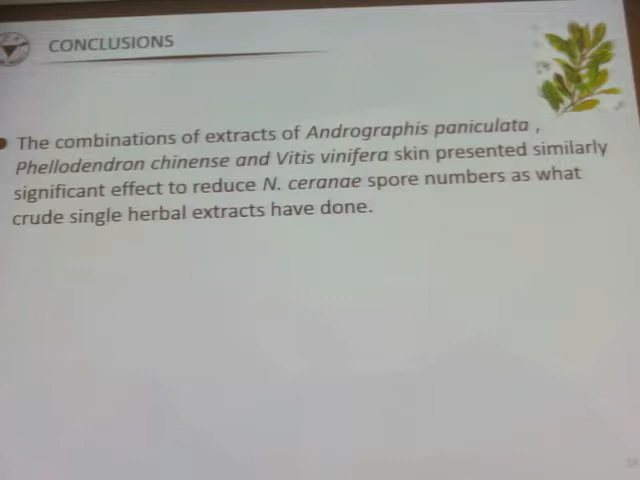 CONCLUSIONS
The combinations of extracts of Andrographis paniculata ,
Phellodendron chinense and Vitis vinifera skin presented similarly
significant effect to reduce N. ceranae spore numbers as what
crude single herbal extracts have done.